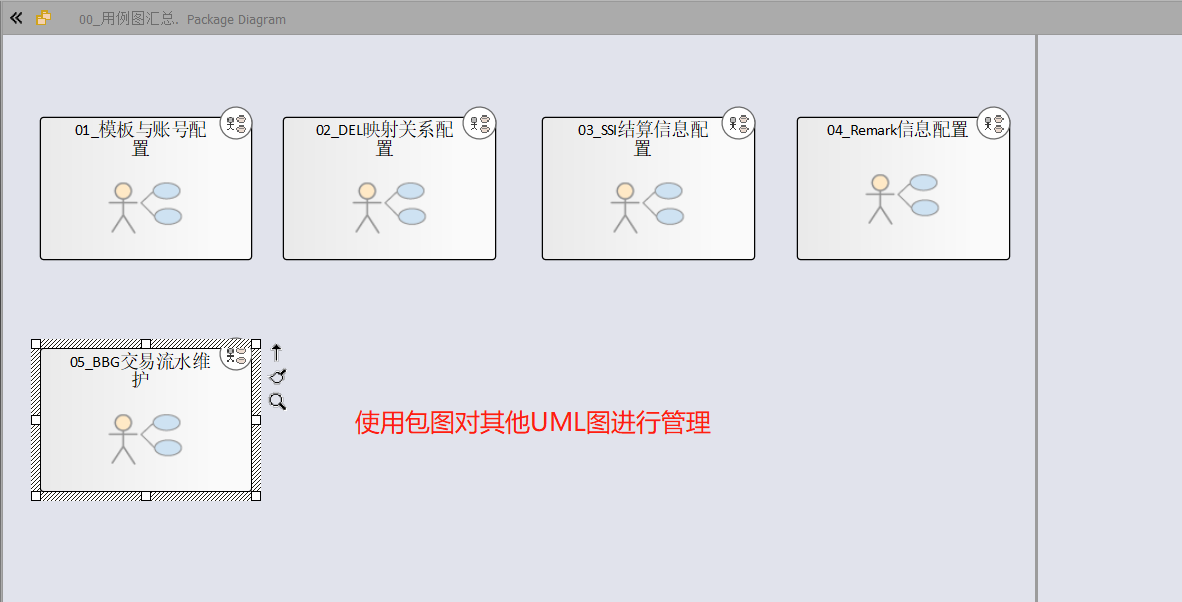 00_用例图汇总. Package Diagram
01_模板与账号配
置
02_DEL映射关系配
置
03_SSI结算信息配
置
04_Remark信息配置
05_BBG交易流水维
护
使用包图对其他UML图进行管理